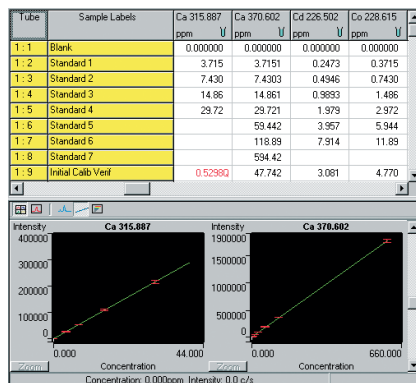 Tube Sample Labels Ca 315.887 Ca 370.602 Cd 226.502 Co 228.615
ppm ppm ppm ppm
1 : 1 Blank 0.000000 0.000000 0.000000 0.000000
1 : 2 Standard 1 3.715 3.7151 0.2473 0.3715
1 : 3 Standard 2 7.430 7.4303 0.4946 0.7430
1 : 4 Standard 3 14.86 14.861 0.9893 1.486
1 : 5 Standard 4 29.72 29.721 1.979 2.972
1 : 6 Standard 5 59.442 3.957 5.944
1 : 7 Standard 6 118.89 7.914 11.89
1 : 8 Standard 7 594.42
1 : 9 Initial Calib Verif 0.5298Q 47.742 3.081 4.770
Intensity Ca 315.887 Intensity Ca 370.602
400000 1900000
300000 1500000
200000 1000000
100000 500000
0 0
0.000 44.000 0.000 660.000
Zoom Concentration Zoom Concentration
Concentration: 0.000ppm Intensity: 0.0 c/s